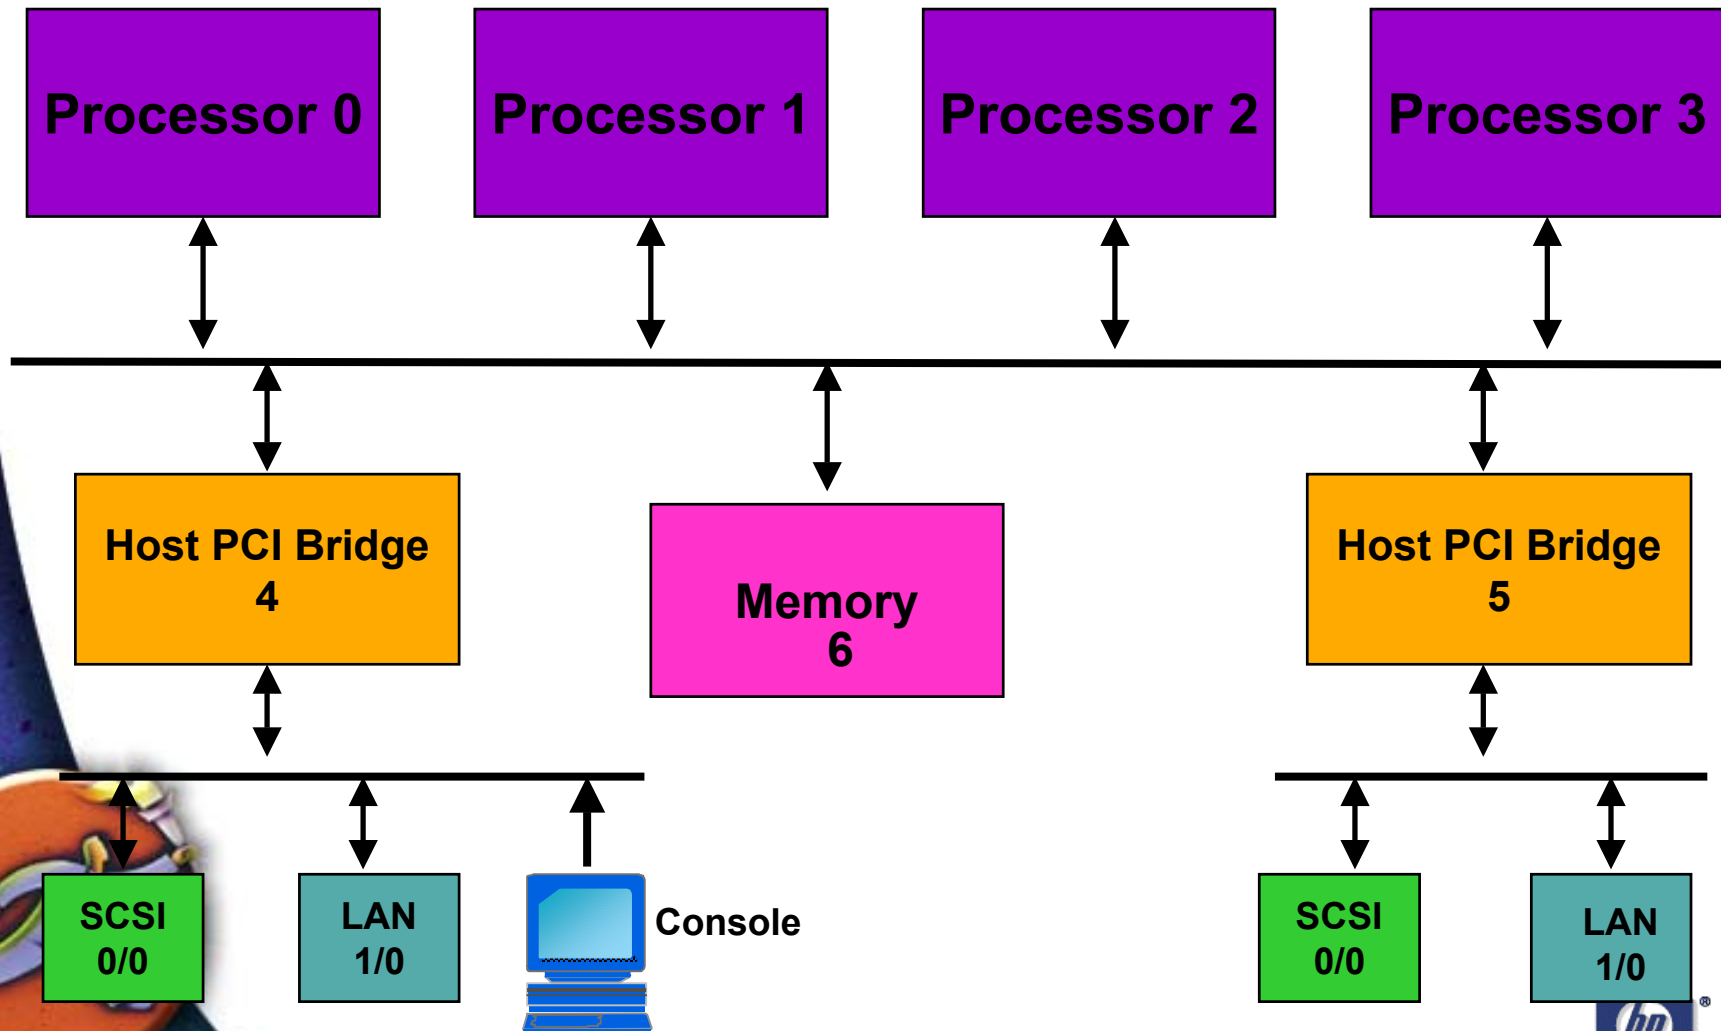 Processor 0
Processor 1
Processor 2
Processor 3
Host PCI Bridge
4
Memory
6
Host PCI Bridge
5
SCSI
0/0
LAN
1/0
Console
SCSI
0/0
LAN
1/0
hp
®